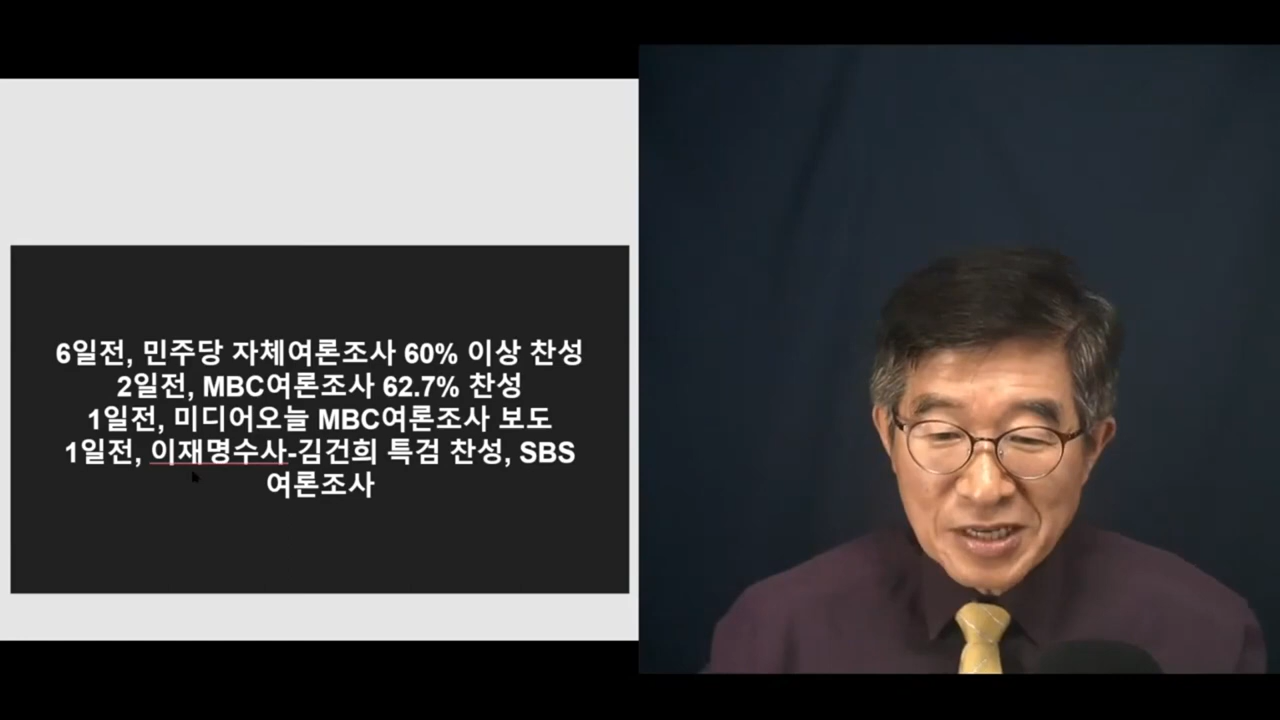 6일전, 민주당 자체여론조사 60% 이상 찬성
2일전, MBC여론조사 62.7% 찬성
1일전, 미디어오늘 MBC여론조사 보도
1일전, 이재명수사-김건희 특검 찬성, SBS
여론조사